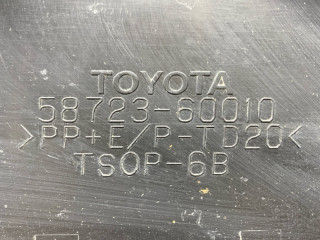 TOYOTA
58723-60010
>PP+E/P-TD20<
TSOP-6B